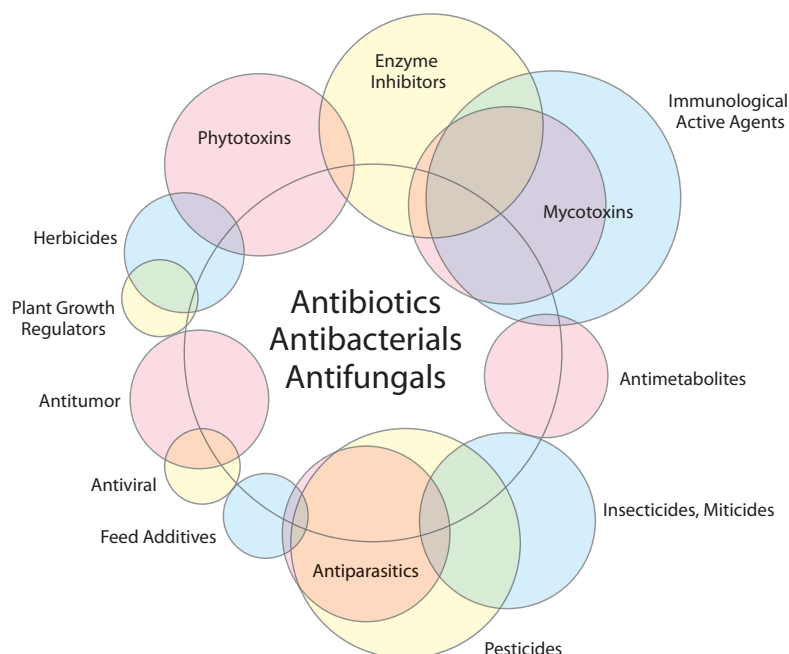 Enzyme
Inhibitors
Immunological
Active Agents
Phytotoxins
Mycotoxins
Herbicides
Plant Growth
Regulators
Antibiotics
Antibacterials
Antifungals
Antitumor
Antimetabolites
Antiviral
Insecticides, Miticides
Feed Additives
Antiparasitics
Pesticides